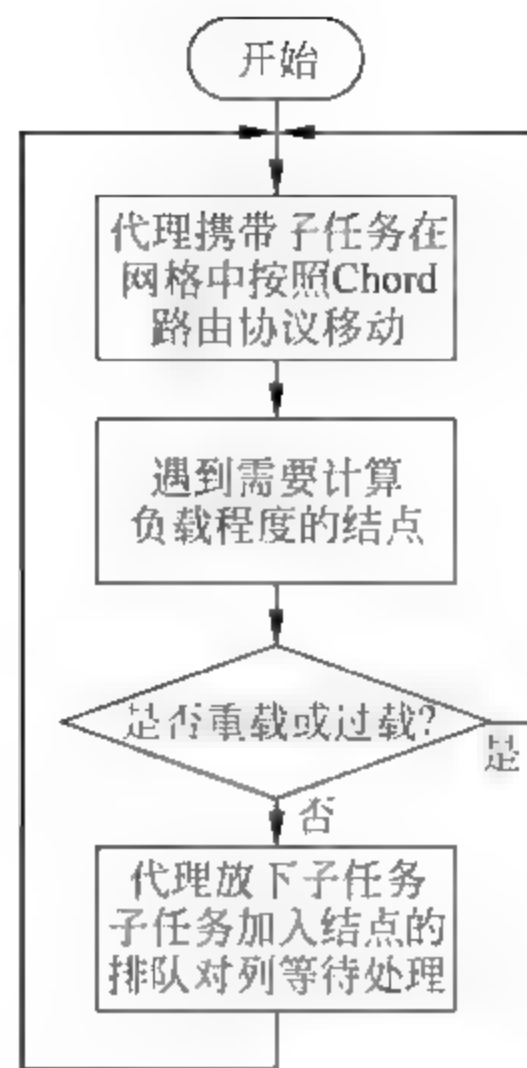 开始
代理携带子任务在
网格中按照Chord
路由协议移动
遇到需要计算
负载程度的结点
是否重载或过载?
是
否
代理放下子任务
子任务加入结点的
排队对列等待处理